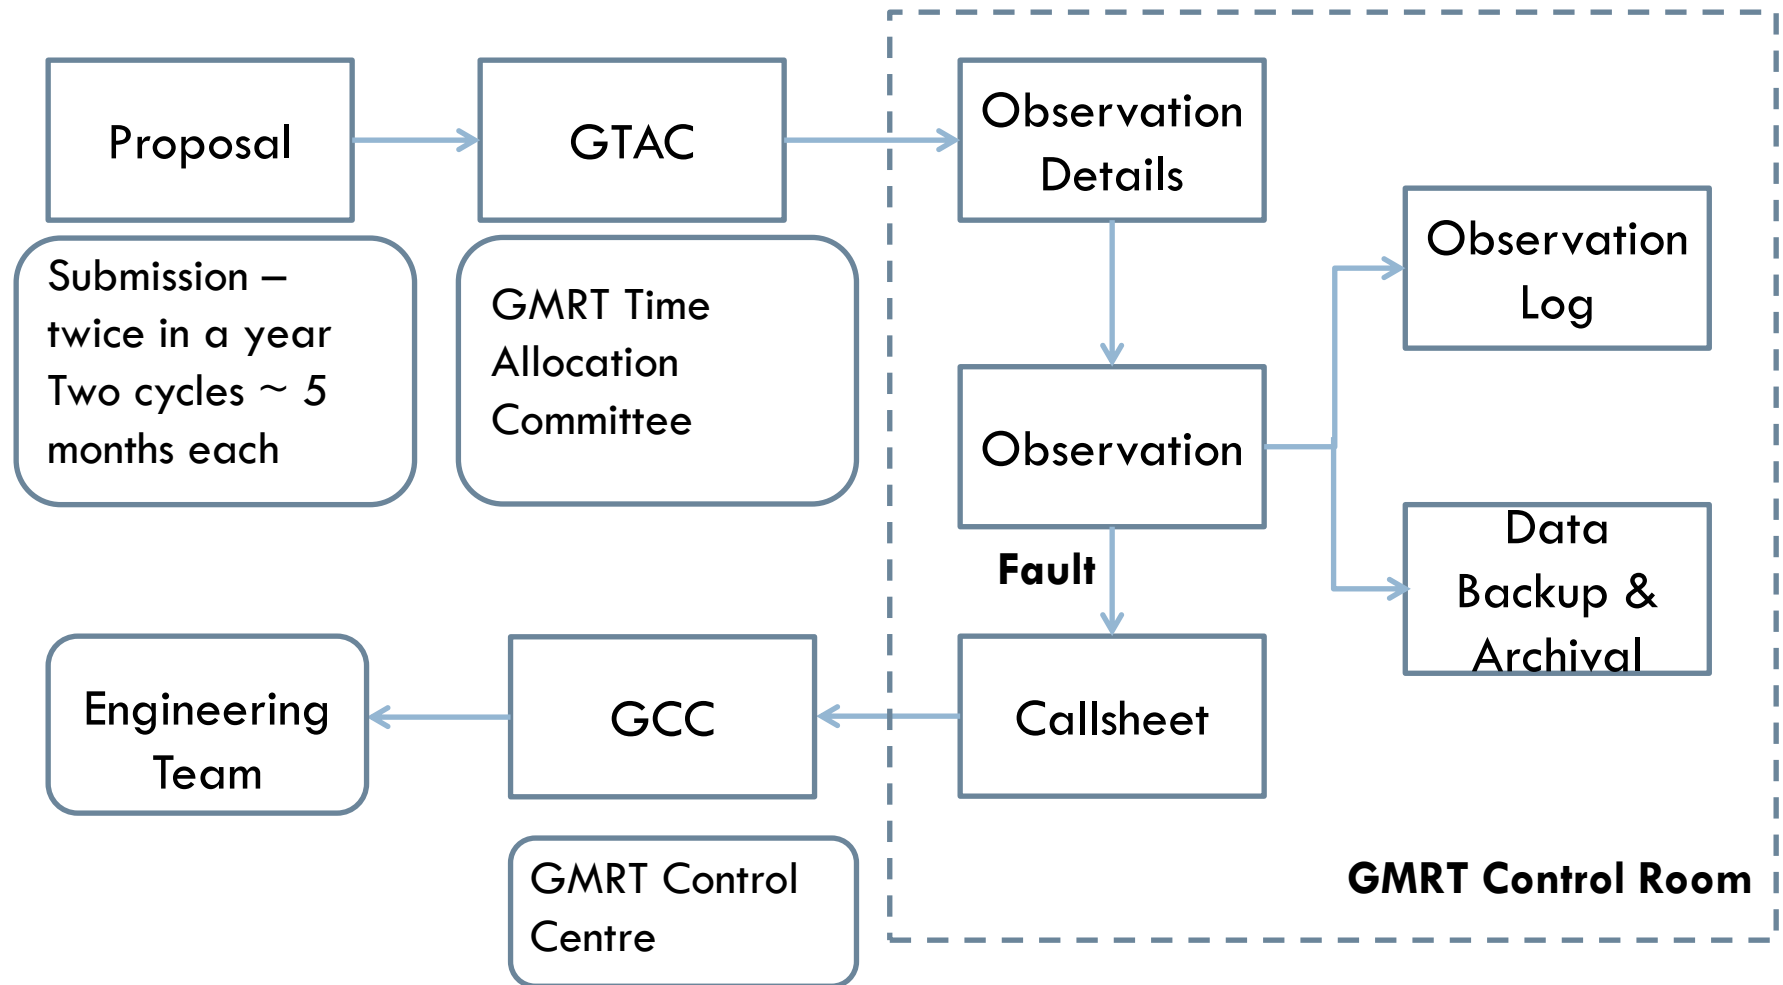 Proposal
Submission –
twice in a year
Two cycles ~ 5
months each
GTAC
GMRT Time
Allocation
Committee
Observation
Details
Observation
Observation
Log
Data
Backup &
Archival
Fault
Callsheet
GCC
GMRT Control
Centre
Engineering
Team
GMRT Control Room